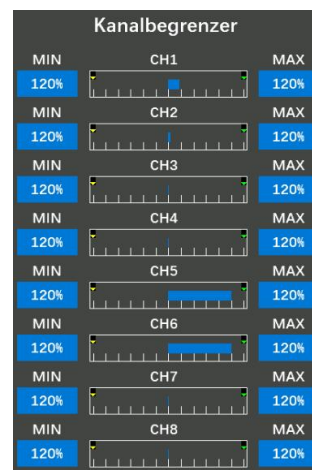 Kanalbegrenzer
MIN CH1 MAX
120% 120%
MIN CH2 MAX
120% 120%
MIN CH3 MAX
120% 120%
MIN CH4 MAX
120% 120%
MIN CH5 MAX
120% 120%
MIN CH6 MAX
120% 120%
MIN CH7 MAX
120% 120%
MIN CH8 MAX
120% 120%